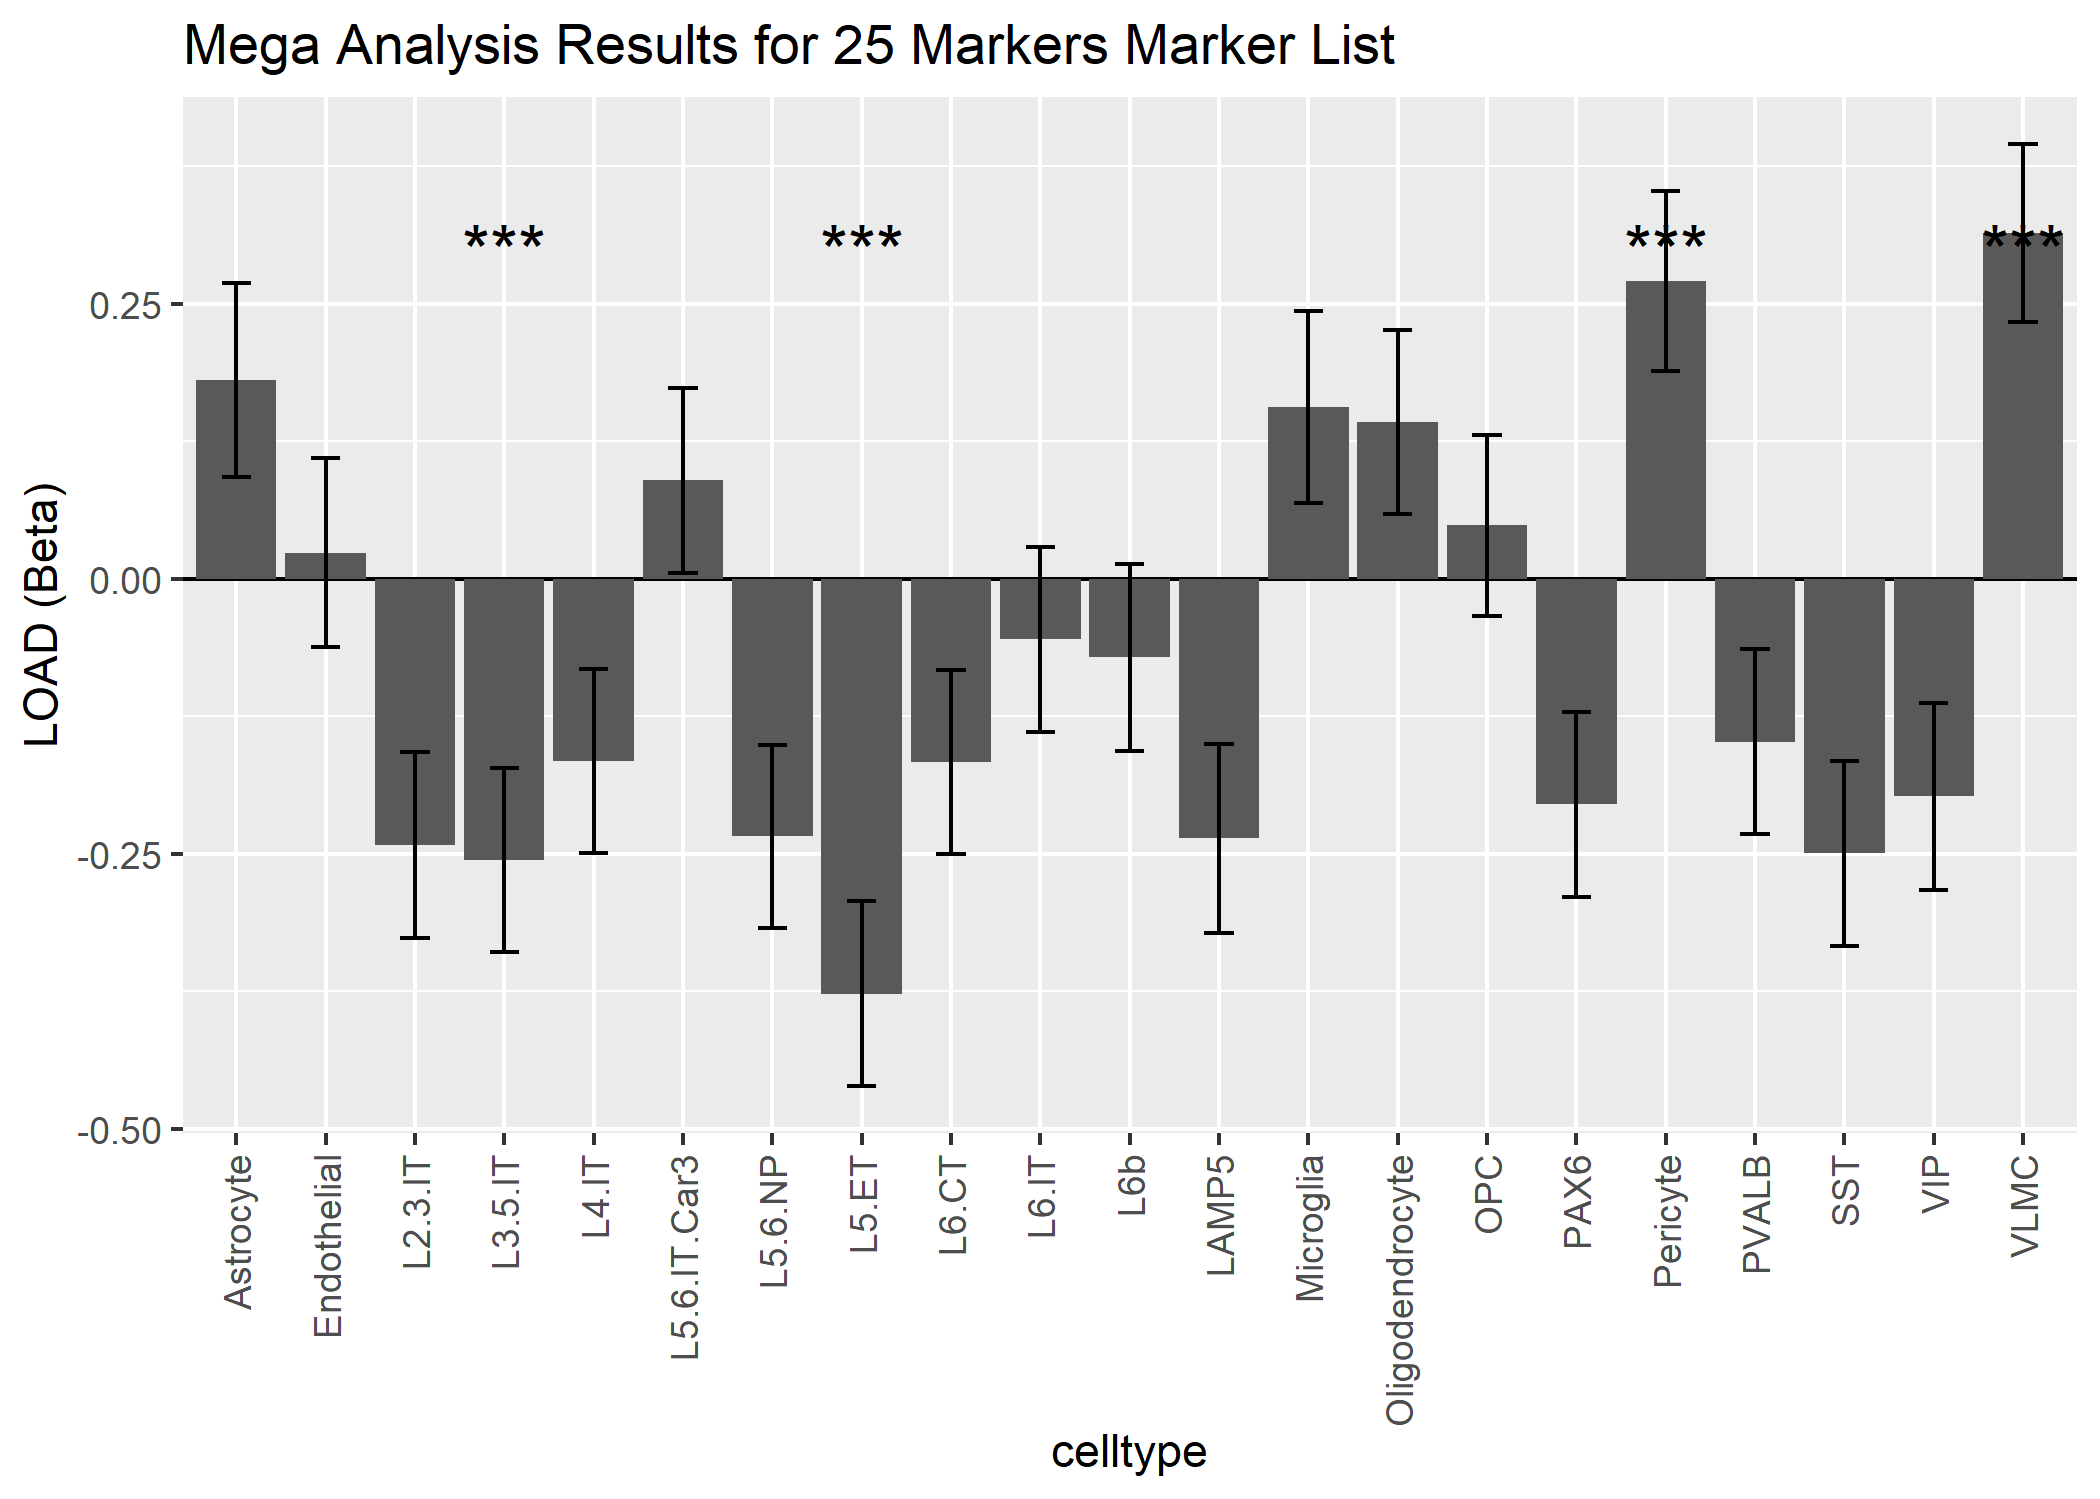 Mega Analysis Results for 25 Markers Marker List
*** *** *** ***
LOAD (Beta)
0.25
0.00
-0.25
-0.50
Astrocyte
Endothelial
L2.3.IT
L3.5.IT
L4.IT
L5.6.IT.Car3
L5.6.NP
L5.ET
L6.CT
L6.IT
L6b
LAMP5
Microglia
Oligodendrocyte
OPC
PAX6
Pericyte
PVALB
SST
VIP
VLMC
celltype